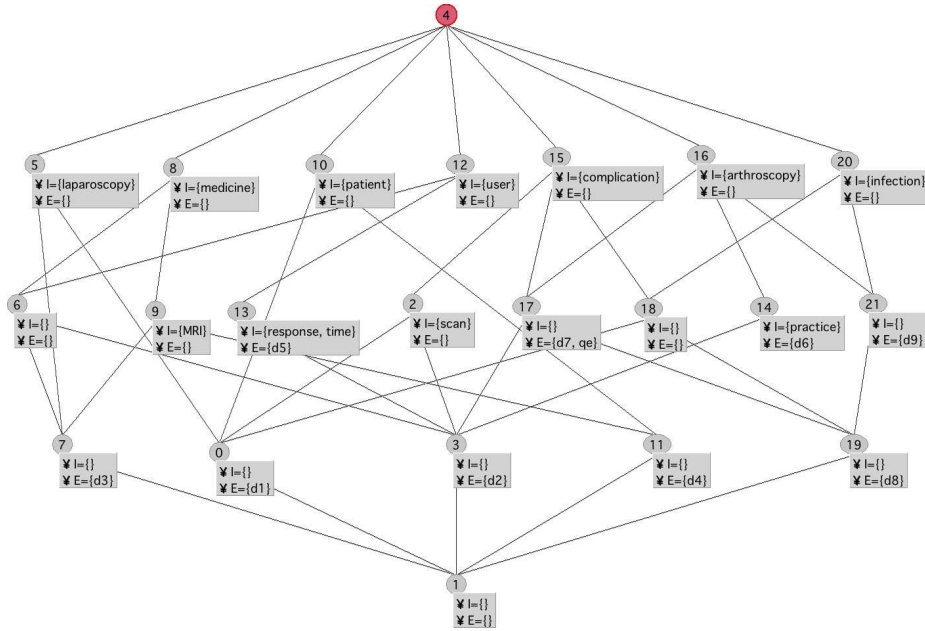 4
5
¥ I={laparoscopy}
¥ E={}
8
¥ I={medicine}
¥ E={}
10
¥ I={patient}
¥ E={}
12
¥ I={user}
¥ E={}
15
¥ I={complication}
¥ E={}
16
¥ I={arthroscopy}
¥ E={}
20
¥ I={infection}
¥ E={}
6
¥ I={}
¥ E={}
9
¥ I={MRI}
¥ E={}
13
¥ I={response, time}
¥ E={d5}
2
¥ I={scan}
¥ E={}
17
¥ I={}
¥ E={d7, qe}
18
¥ I={}
¥ E={}
14
¥ I={practice}
¥ E={d6}
21
¥ I={}
¥ E={d9}
7
¥ I={}
¥ E={d3}
0
¥ I={}
¥ E={d1}
3
¥ I={}
¥ E={d2}
11
¥ I={}
¥ E={d4}
19
¥ I={}
¥ E={d8}
1
¥ I={}
¥ E={}